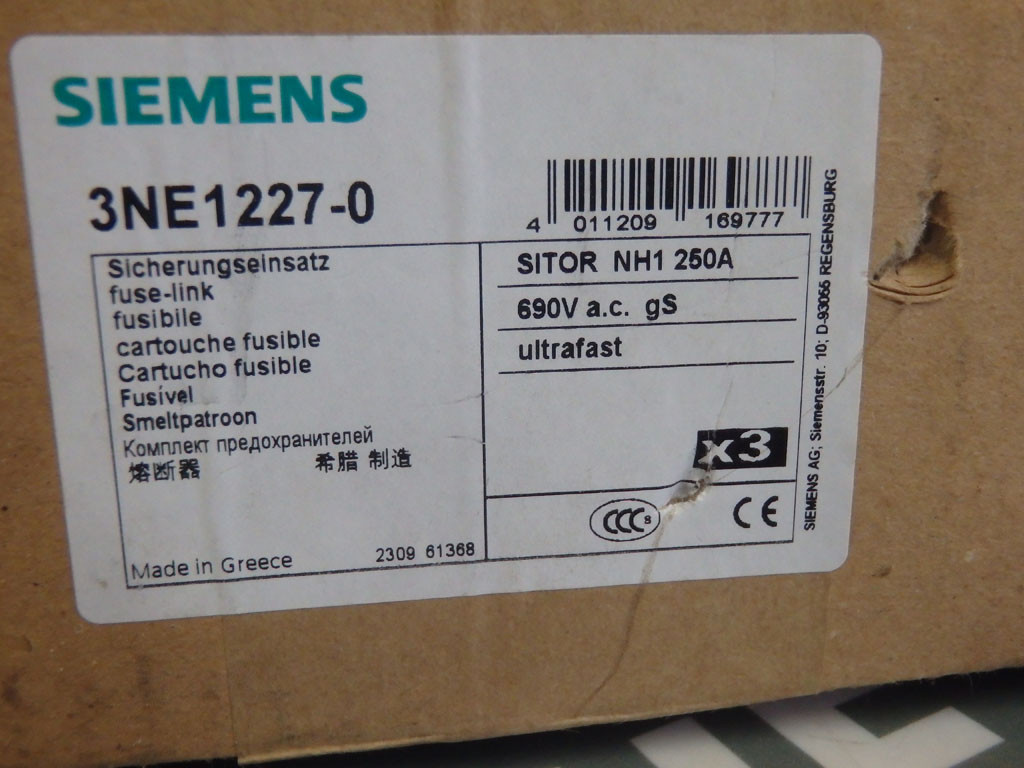 SIEMENS
3NE1227-0
4 011209 169777
Sicherungseinsatz
fuse-link
fusibile
cartouche fusible
Cartucho fusible
Fusível
Smeltpatroon
Комплект предохранителей
熔断器 希腊 制造
Made in Greece
2309 61368
SITOR NH1 250A
690V a.c. gS
ultrafast
x3
CCC S
CE
SIEMENS AG; Siemensstr. 10; D-93055 REGENSBURG